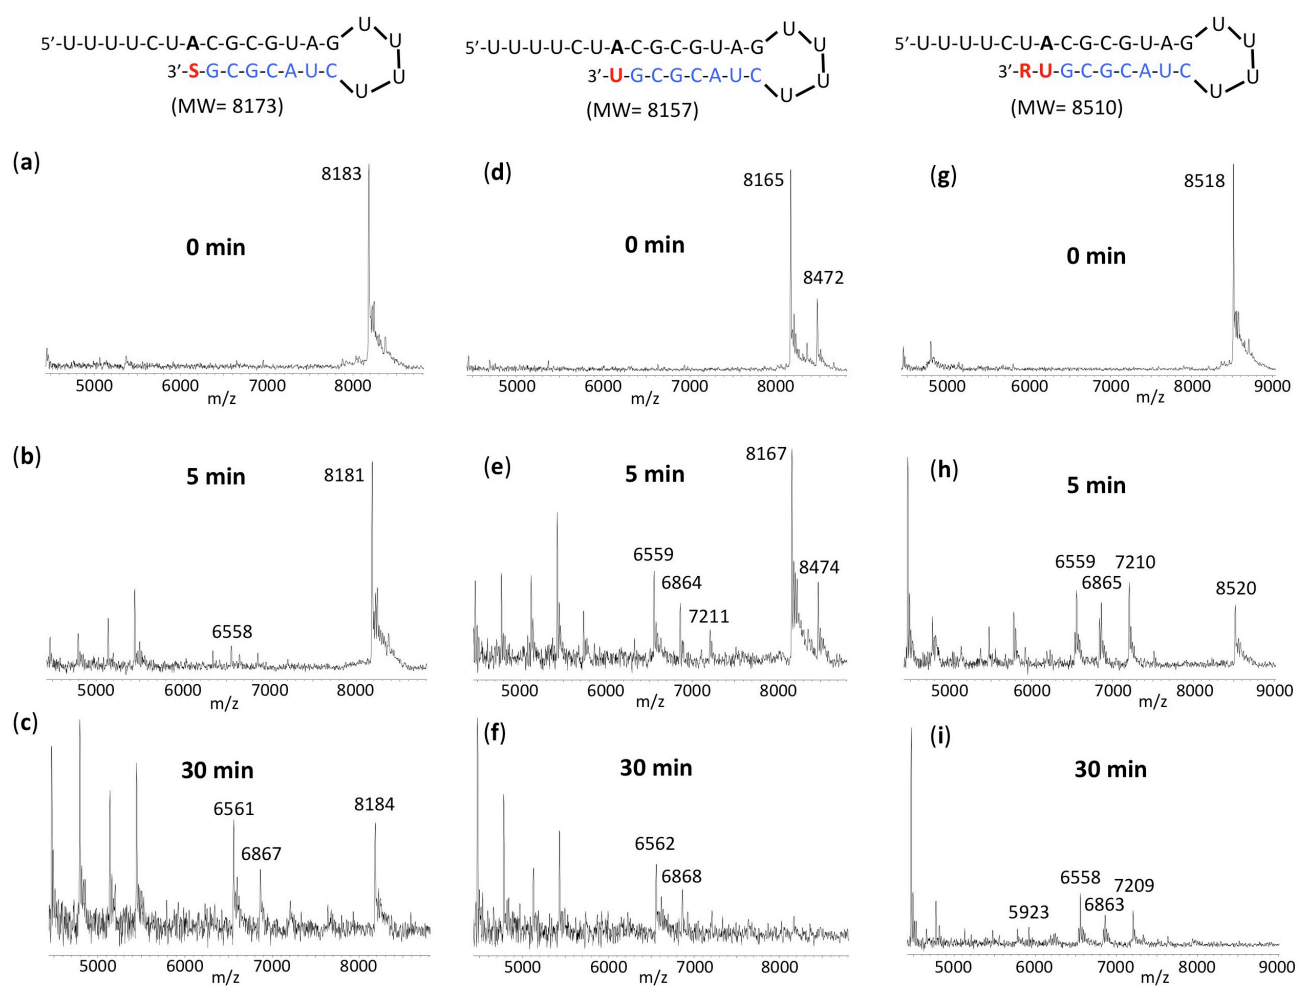 5’-U-U-U-U-C-U-A-C-G-C-G-U-A-G U U U U U
3’-S-G-C-G-C-A-U-C
(MW= 8173)
5’-U-U-U-U-C-U-A-C-G-C-G-U-A-G U U U U U
3’-U-G-C-G-C-A-U-C
(MW= 8157)
5’-U-U-U-U-C-U-A-C-G-C-G-U-A-G U U U U U
3’-R-U-G-C-G-C-A-U-C
(MW= 8510)
(a)
8183
0 min
5000 6000 7000 8000
m/z
(d)
8165
8472
0 min
5000 6000 7000 8000
m/z
(g)
8518
0 min
5000 6000 7000 8000 9000
m/z
(b)
5 min
8181
6558
5000 6000 7000 8000
m/z
(e)
5 min
8167
6559
6864
7211
8474
5000 6000 7000 8000
m/z
(h)
5 min
6559
6865
7210
8520
5000 6000 7000 8000 9000
m/z
(c)
30 min
6561
6867
8184
5000 6000 7000 8000
m/z
(f)
30 min
6562
6868
5000 6000 7000 8000
m/z
(i)
30 min
5923
6558
6863
7209
5000 6000 7000 8000 9000
m/z